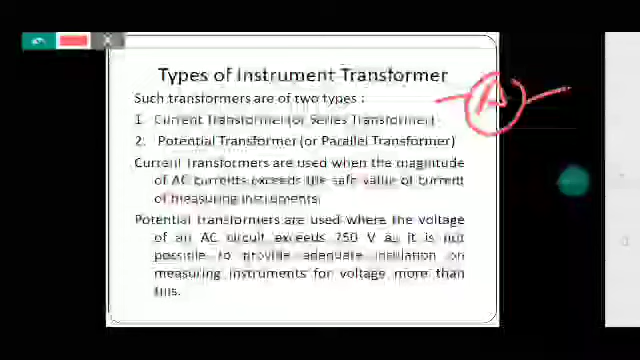 Types of Instrument Transformer
Such transformers are of two types :
1. Current Transformer (or Series Transformer)
2. Potential Transformer (or Parallel Transformer)
Current Transformers are used when the magnitude
of AC currents exceeds the safe value of current
of measuring instruments.
Potential transformers are used where the voltage
of an AC circuit exceeds 750 V as it is not
possible to provide adequate insulation on
measuring instruments for voltage more than
this.
A